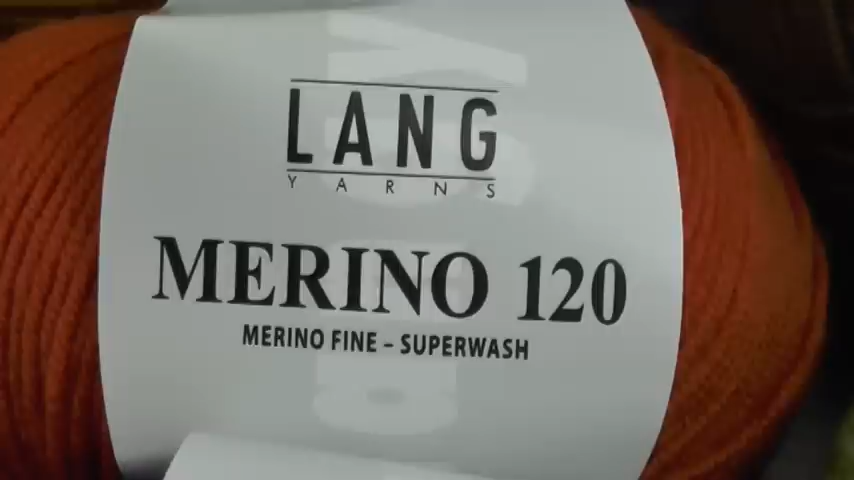 LANG
YARNS
MERINO 120
MERINO FINE – SUPERWASH